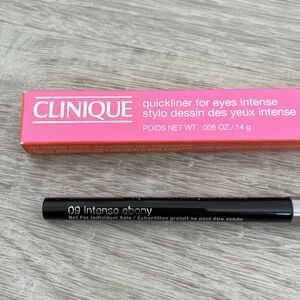 CLINIQUE
quickliner for eyes intense
stylo dessin des yeux intense
POIDS NET WT. .005 OZ./.14 g
09 intense ebony
Not For Individual Sale / Échantillon gratuit ne peut être vendu